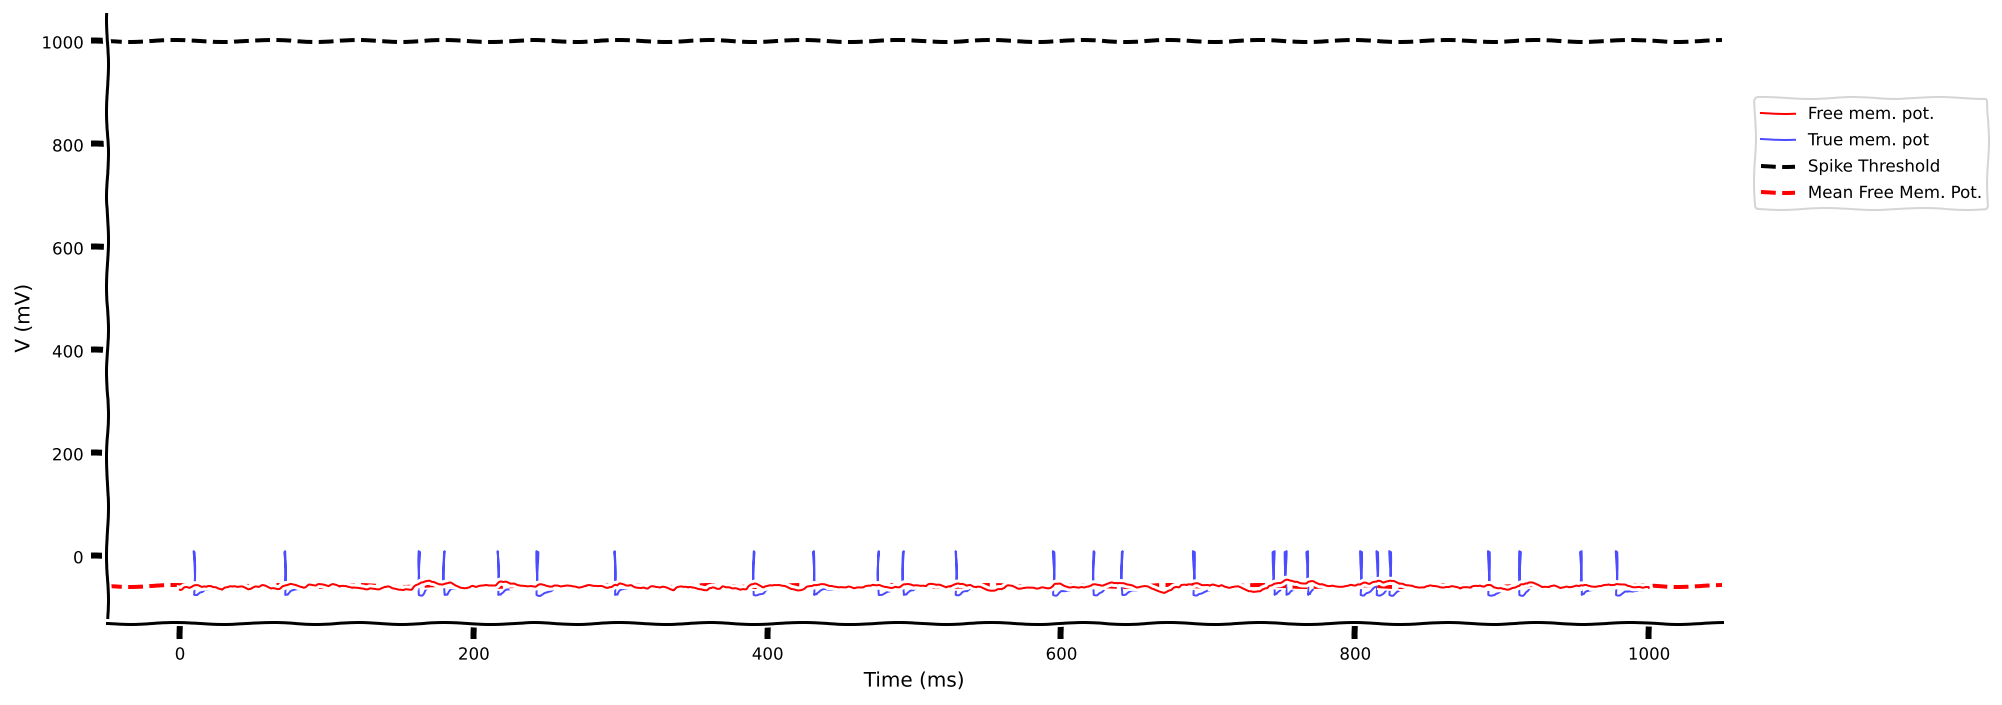 1000
800
600
400
200
0
V (mV)
0 200 400 600 800 1000
Time (ms)
Free mem. pot.
True mem. pot
Spike Threshold
Mean Free Mem. Pot.